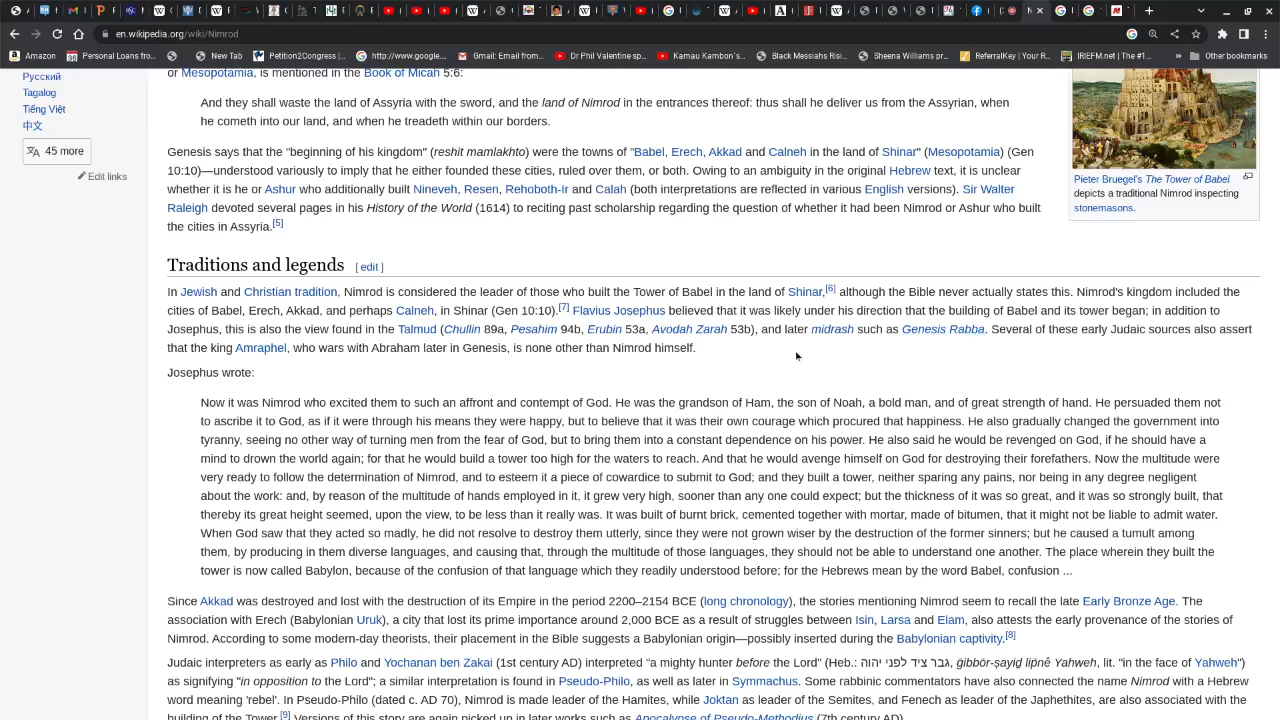 en.wikipedia.org/wiki/Nimrod
Amazon
Personal Loans fro...
New Tab
Petition2Congress |...
http://www.google....
Gmail: Email from...
Dr Phil Valentine sp...
Kamau Kambon´s...
Black Messiahs Risi...
Sheena Williams pr...
ReferralKey | Your R...
IRIEFM.net | The #1...
»
Other bookmarks
Русский
Tagalog
Tiếng Việt
中文
45 more
Edit links
or Mesopotamia, is mentioned in the Book of Micah 5:6:
And they shall waste the land of Assyria with the sword, and the land of Nimrod in the entrances thereof: thus shall he deliver us from the Assyrian, when
he cometh into our land, and when he treadeth within our borders.
Genesis says that the "beginning of his kingdom" (reshit mamlakhto) were the towns of "Babel, Erech, Akkad and Calneh in the land of Shinar" (Mesopotamia) (Gen
10:10)—understood variously to imply that he either founded these cities, ruled over them, or both. Owing to an ambiguity in the original Hebrew text, it is unclear
whether it is he or Ashur who additionally built Nineveh, Resen, Rehoboth-Ir and Calah (both interpretations are reflected in various English versions). Sir Walter
Raleigh devoted several pages in his History of the World (1614) to reciting past scholarship regarding the question of whether it had been Nimrod or Ashur who built
the cities in Assyria.[5]
Pieter Bruegel's The Tower of Babel
depicts a traditional Nimrod inspecting
stonemasons.
Traditions and legends [ edit ]
In Jewish and Christian tradition, Nimrod is considered the leader of those who built the Tower of Babel in the land of Shinar,[6] although the Bible never actually states this. Nimrod's kingdom included the
cities of Babel, Erech, Akkad, and perhaps Calneh, in Shinar (Gen 10:10).[7] Flavius Josephus believed that it was likely under his direction that the building of Babel and its tower began; in addition to
Josephus, this is also the view found in the Talmud (Chullin 89a, Pesahim 94b, Erubin 53a, Avodah Zarah 53b), and later midrash such as Genesis Rabba. Several of these early Judaic sources also assert
that the king Amraphel, who wars with Abraham later in Genesis, is none other than Nimrod himself.
Josephus wrote:
Now it was Nimrod who excited them to such an affront and contempt of God. He was the grandson of Ham, the son of Noah, a bold man, and of great strength of hand. He persuaded them not
to ascribe it to God, as if it were through his means they were happy, but to believe that it was their own courage which procured that happiness. He also gradually changed the government into
tyranny, seeing no other way of turning men from the fear of God, but to bring them into a constant dependence on his power. He also said he would be revenged on God, if he should have a
mind to drown the world again; for that he would build a tower too high for the waters to reach. And that he would avenge himself on God for destroying their forefathers. Now the multitude were
very ready to follow the determination of Nimrod, and to esteem it a piece of cowardice to submit to God; and they built a tower, neither sparing any pains, nor being in any degree negligent
about the work: and, by reason of the multitude of hands employed in it, it grew very high, sooner than any one could expect; but the thickness of it was so great, and it was so strongly built, that
thereby its great height seemed, upon the view, to be less than it really was. It was built of burnt brick, cemented together with mortar, made of bitumen, that it might not be liable to admit water.
When God saw that they acted so madly, he did not resolve to destroy them utterly, since they were not grown wiser by the destruction of the former sinners; but he caused a tumult among
them, by producing in them diverse languages, and causing that, through the multitude of those languages, they should not be able to understand one another. The place wherein they built the
tower is now called Babylon, because of the confusion of that language which they readily understood before; for the Hebrews mean by the word Babel, confusion ...
Since Akkad was destroyed and lost with the destruction of its Empire in the period 2200–2154 BCE (long chronology), the stories mentioning Nimrod seem to recall the late Early Bronze Age. The
association with Erech (Babylonian Uruk), a city that lost its prime importance around 2,000 BCE as a result of struggles between Isin, Larsa and Elam, also attests the early provenance of the stories of
Nimrod. According to some modern-day theorists, their placement in the Bible suggests a Babylonian origin—possibly inserted during the Babylonian captivity.[8]
Judaic interpreters as early as Philo and Yochanan ben Zakai (1st century AD) interpreted "a mighty hunter before the Lord" (Heb.: גבר ציד לפני יהוה, ğibbōr-ṣayiḏ lip̄nê Yahweh, lit. "in the face of Yahweh")
as signifying "in opposition to the Lord"; a similar interpretation is found in Pseudo-Philo, as well as later in Symmachus. Some rabbinic commentators have also connected the name Nimrod with a Hebrew
word meaning 'rebel'. In Pseudo-Philo (dated c. AD 70), Nimrod is made leader of the Hamites, while Joktan as leader of the Semites, and Fenech as leader of the Japhethites, are also associated with the
building of the Tower.[9] Versions of this story are again picked up in later works such as Apocalypse of Pseudo-Methodius (7th century AD).